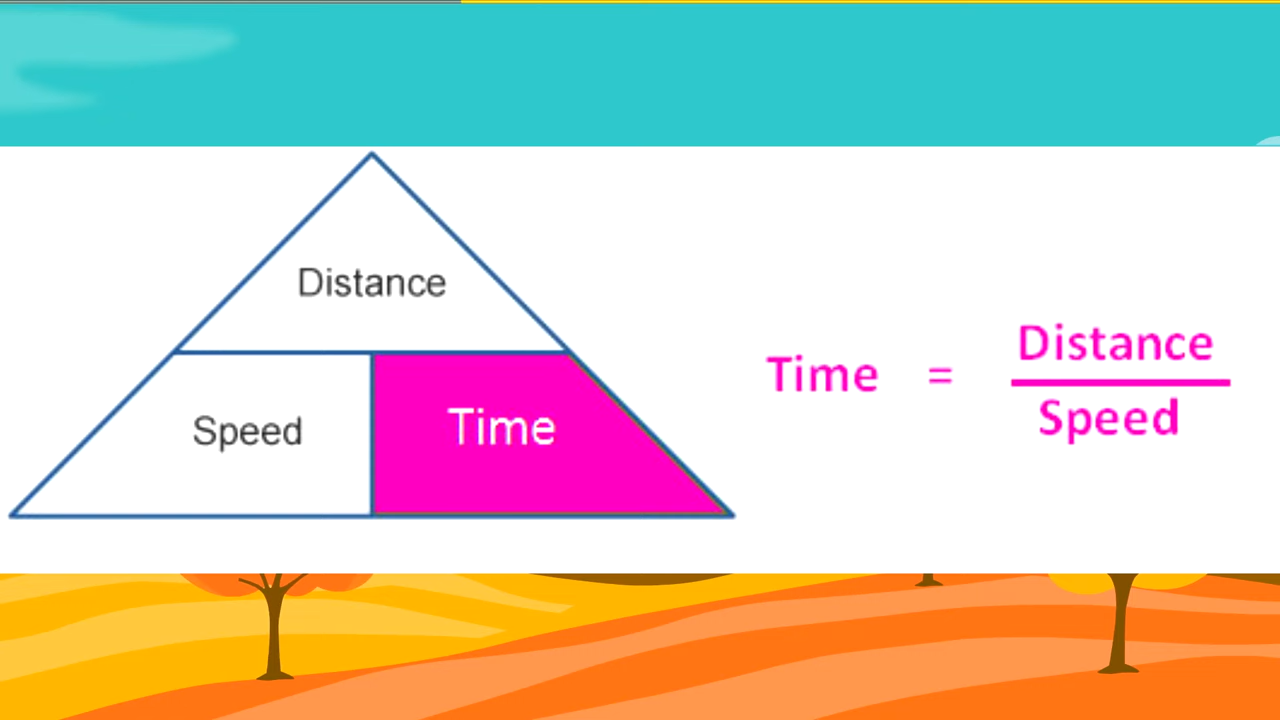 Distance
Speed
Time
Time = Distance
Speed